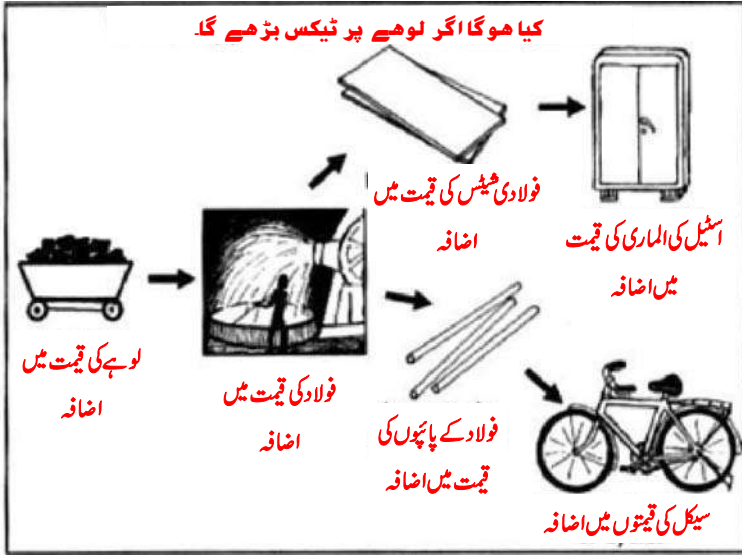 کیا ھوگا اگر لوھے پر ٹیکس بڑھے گا۔
فولادی شیٹس کی قیمت میں
اضافہ
اسٹیل کی الماری کی قیمت
میں اضافہ
لوہے کی قیمت میں
اضافہ
فولاد کی قیمت میں
اضافہ
فولاد کے پائپوں کی
قیمت میں اضافہ
سیکل کی قیمتوں میں اضافہ